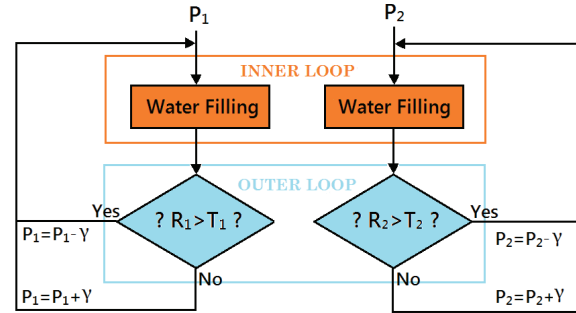 P₁ P₂
INNER LOOP
Water Filling Water Filling
OUTER LOOP
? R₁>T₁ ? ? R₂>T₂ ?
Yes Yes
P₁=P₁-γ P₂=P₂-γ
No No
P₁=P₁+γ P₂=P₂+γ